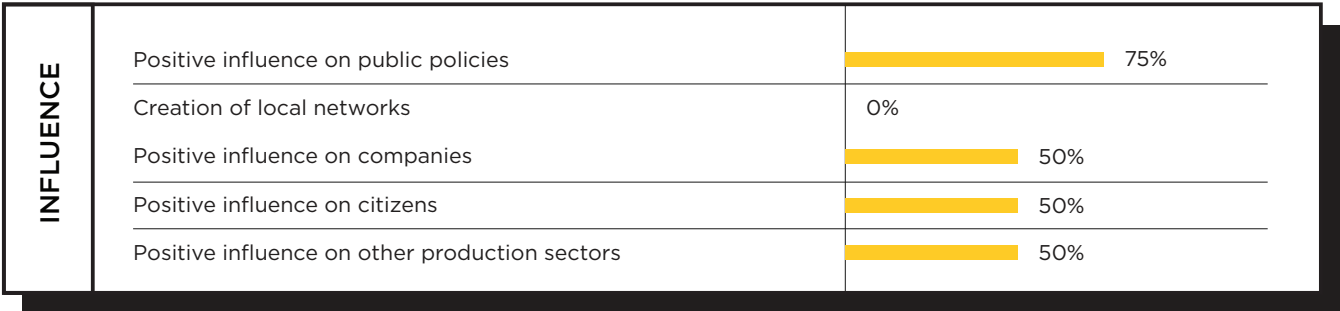 INFLUENCE
Positive influence on public policies 75%
Creation of local networks 0%
Positive influence on companies 50%
Positive influence on citizens 50%
Positive influence on other production sectors 50%